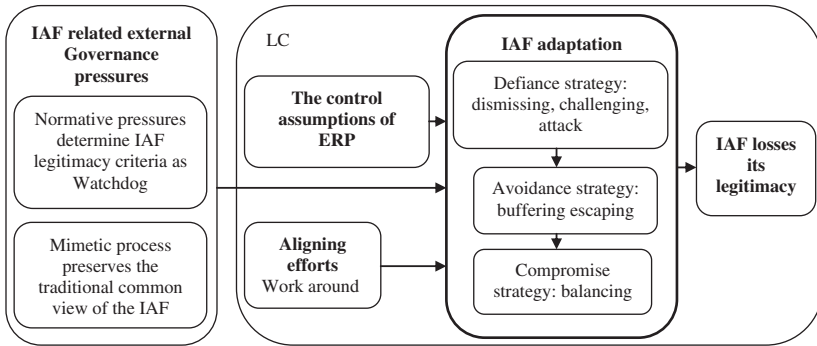 IAF related external
Governance
pressures
Normative pressures
determine IAF
legitimacy criteria as
Watchdog
Mimetic process
preserves the
traditional common
view of the IAF
LC
The control
assumptions of
ERP
Aligning
efforts
Work around
IAF adaptation
Defiance strategy:
dismissing, challenging,
attack
Avoidance strategy:
buffering escaping
Compromise
strategy: balancing
IAF losses
its
legitimacy